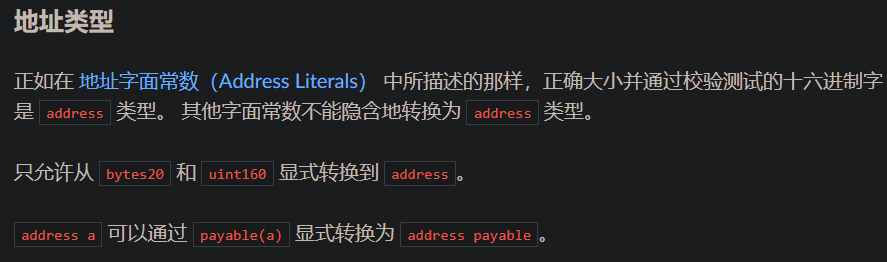 地址类型
正如在 地址字面常数（Address Literals） 中所描述的那样，正确大小并通过校验测试的十六进制字
是 address 类型。 其他字面常数不能隐含地转换为 address 类型。
只允许从 bytes20 和 uint160 显式转换到 address 。
address a 可以通过 payable(a) 显式转换为 address payable 。